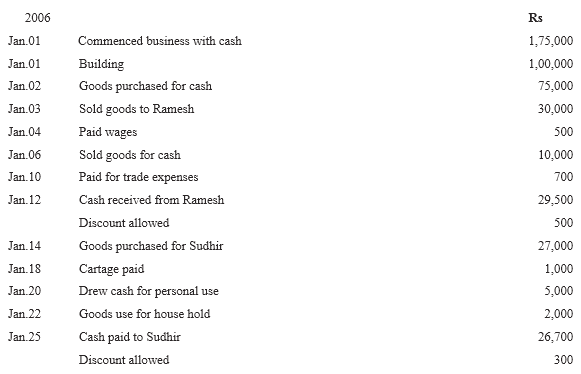 2006 Rs
Jan.01 Commenced business with cash 1,75,000
Jan.01 Building 1,00,000
Jan.02 Goods purchased for cash 75,000
Jan.03 Sold goods to Ramesh 30,000
Jan.04 Paid wages 500
Jan.06 Sold goods for cash 10,000
Jan.10 Paid for trade expenses 700
Jan.12 Cash received from Ramesh 29,500
Discount allowed 500
Jan.14 Goods purchased for Sudhir 27,000
Jan.18 Cartage paid 1,000
Jan.20 Drew cash for personal use 5,000
Jan.22 Goods use for house hold 2,000
Jan.25 Cash paid to Sudhir 26,700
Discount allowed 300